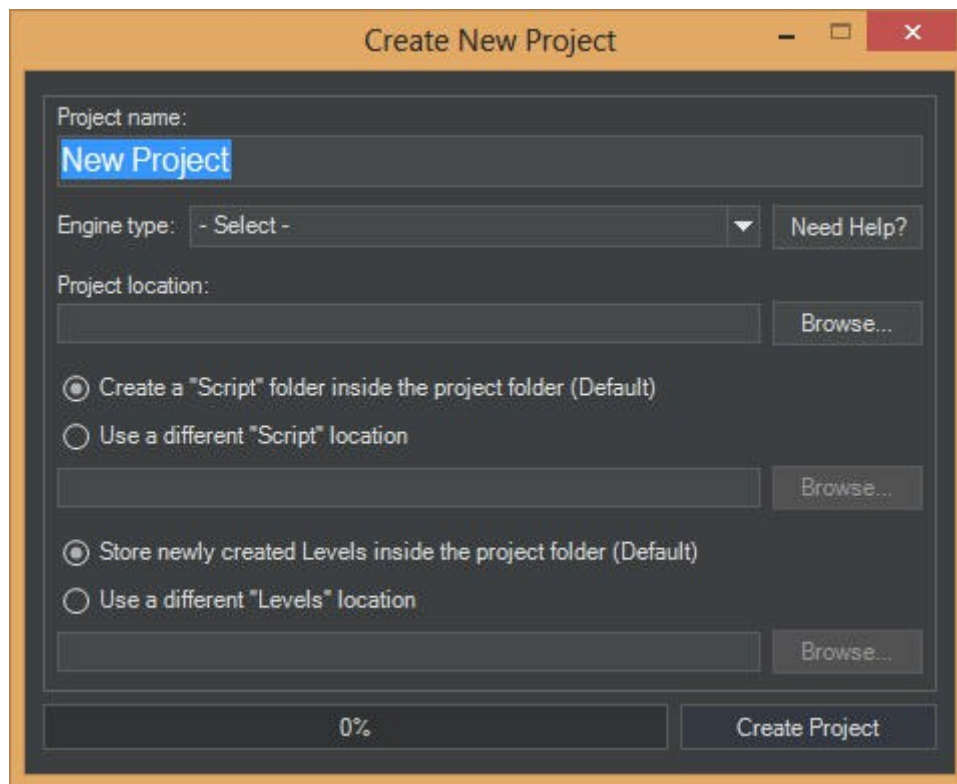 Create New Project
Project name:
New Project
Engine type: - Select - Need Help?
Project location:
Browse...
Create a "Script" folder inside the project folder (Default)
Use a different "Script" location
Browse...
Store newly created Levels inside the project folder (Default)
Use a different "Levels" location
Browse...
0% Create Project